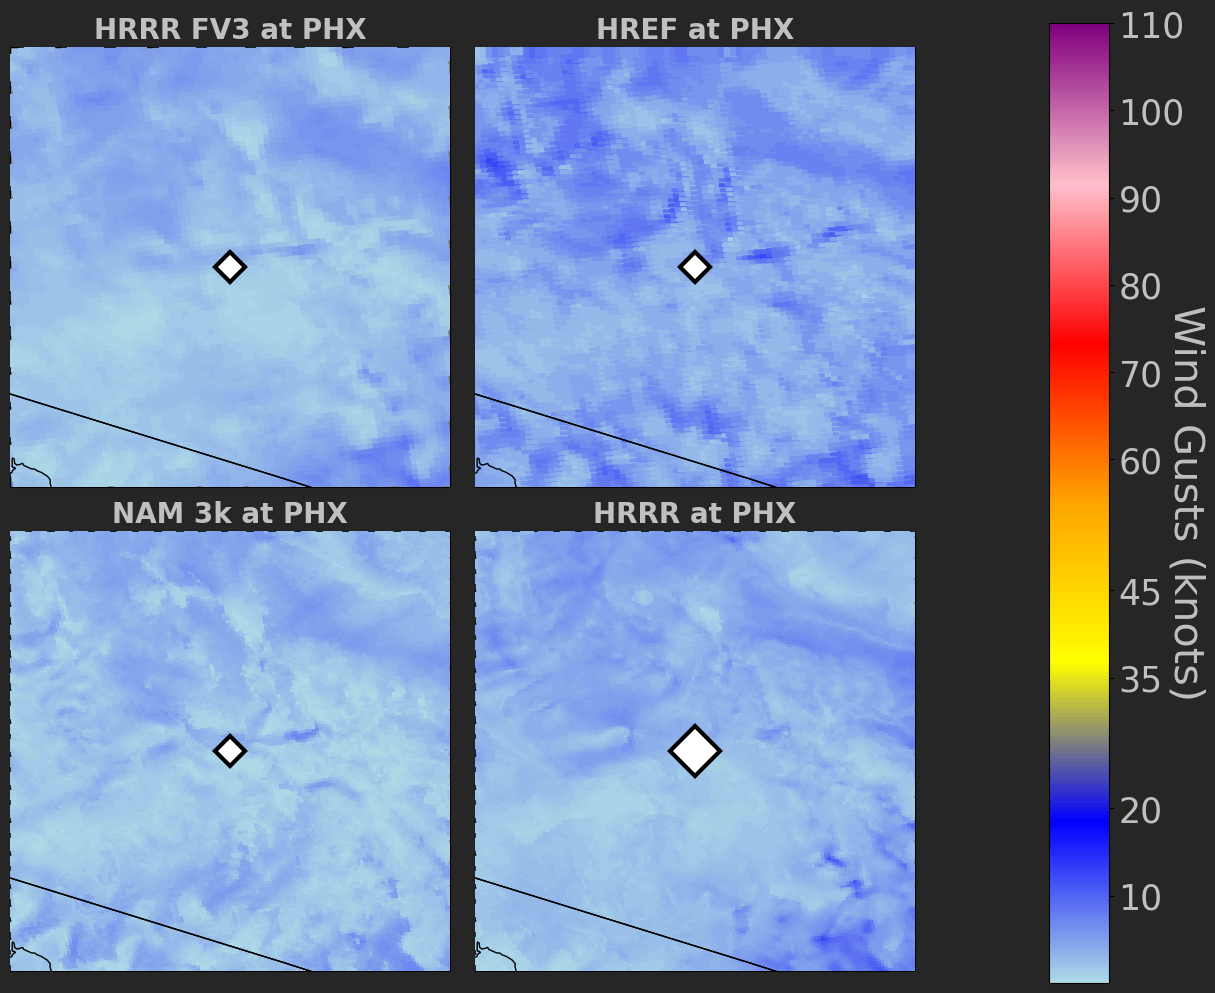 HRRR FV3 at PHX
HREF at PHX
NAM 3k at PHX
HRRR at PHX
110
100
90
80
70
60
45
35
20
10
Wind Gusts (knots)